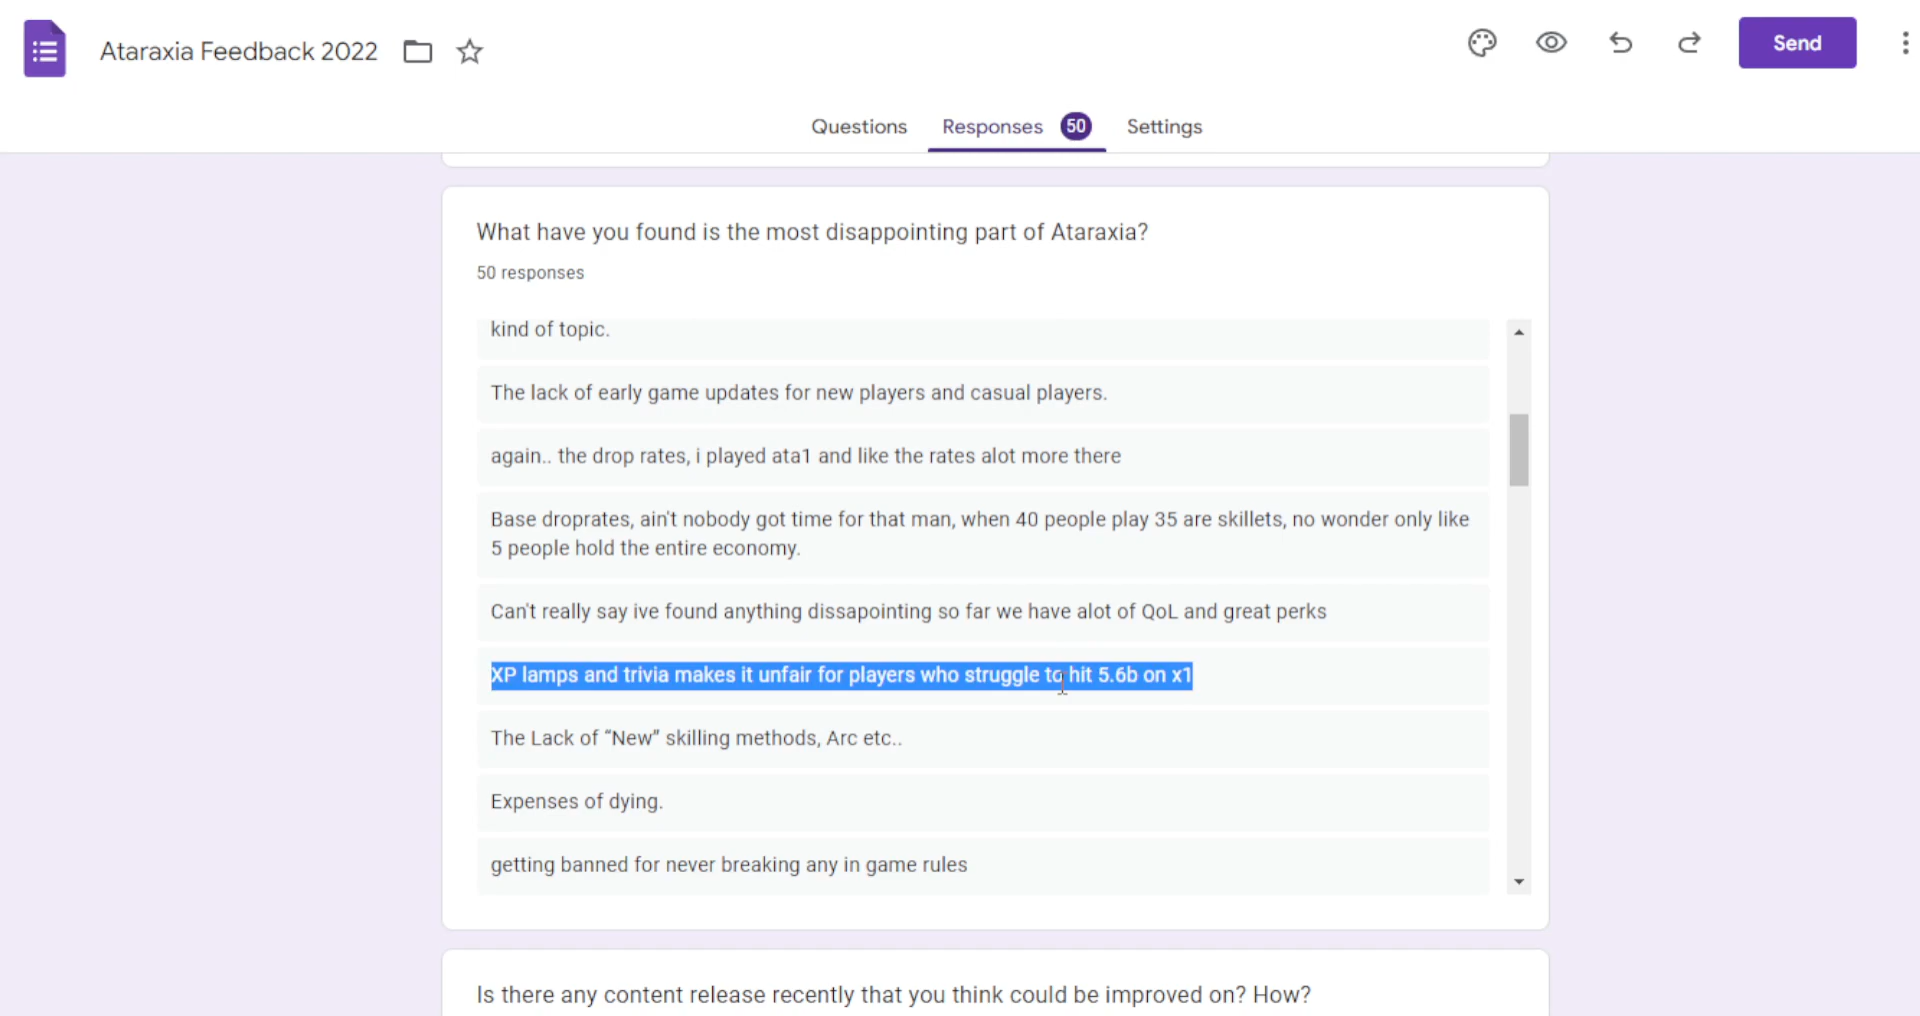 Ataraxia Feedback 2022
Send
Questions
Responses 50
Settings
What have you found is the most disappointing part of Ataraxia?
50 responses
kind of topic.
The lack of early game updates for new players and casual players.
again.. the drop rates, i played ata1 and like the rates alot more there
Base droprates, ain't nobody got time for that man, when 40 people play 35 are skillets, no wonder only like
5 people hold the entire economy.
Can't really say ive found anything dissapointing so far we have alot of QoL and great perks
XP lamps and trivia makes it unfair for players who struggle to hit 5.6b on x1
The Lack of “New” skilling methods, Arc etc..
Expenses of dying.
getting banned for never breaking any in game rules
Is there any content release recently that you think could be improved on? How?